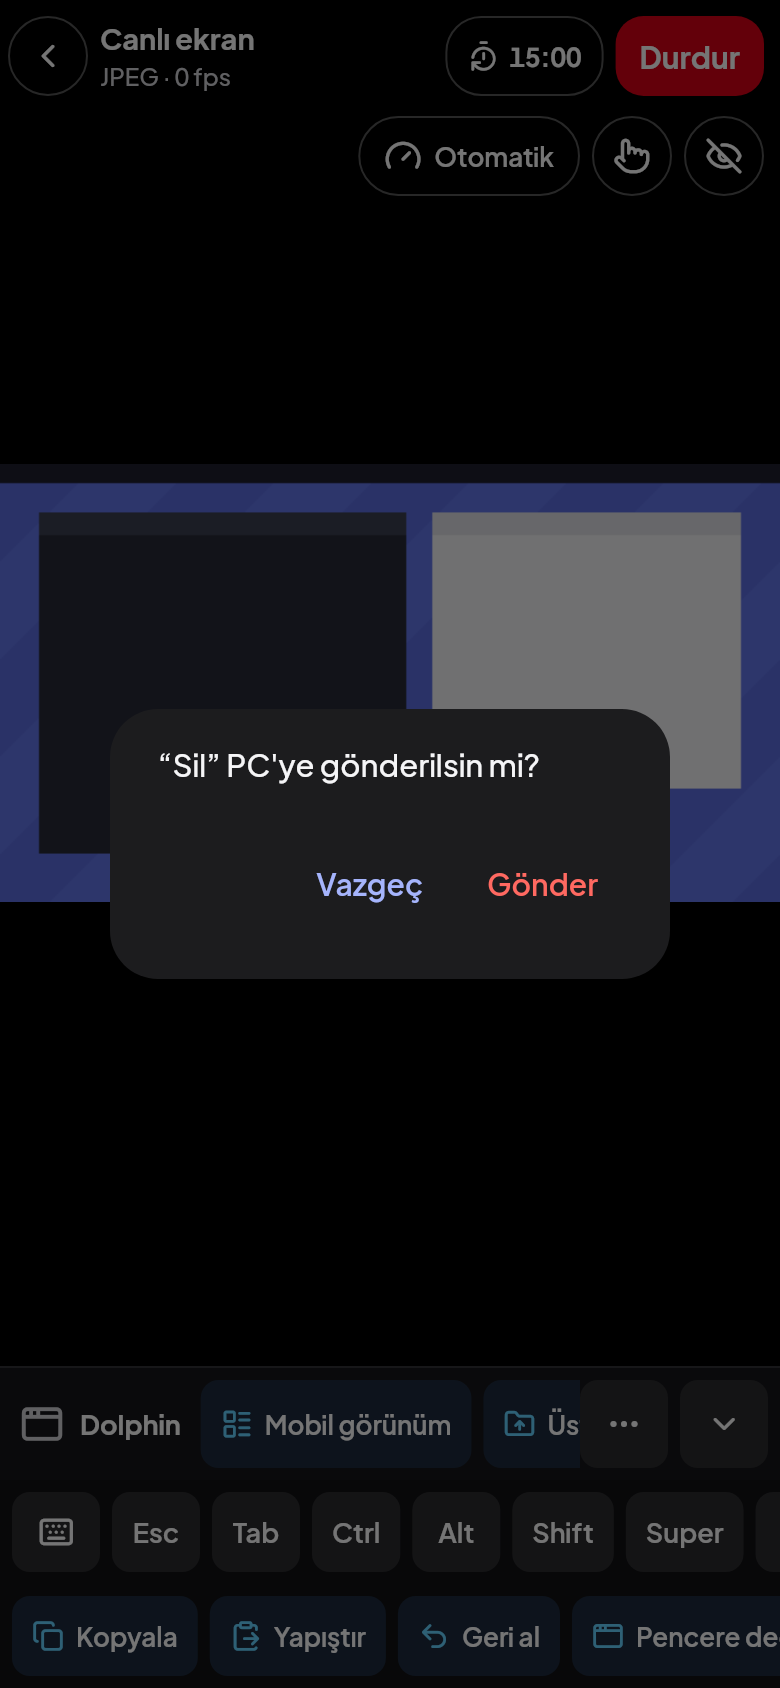 Canlı ekran
JPEG · 0 fps
15:00
Durdur
Otomatik
“Sil” PC'ye gönderilsin mi?
Vazgeç
Gönder
Dolphin
Mobil görünüm
Esc
Tab
Ctrl
Alt
Shift
Super
Kopyala
Yapıştır
Geri al
Pencere